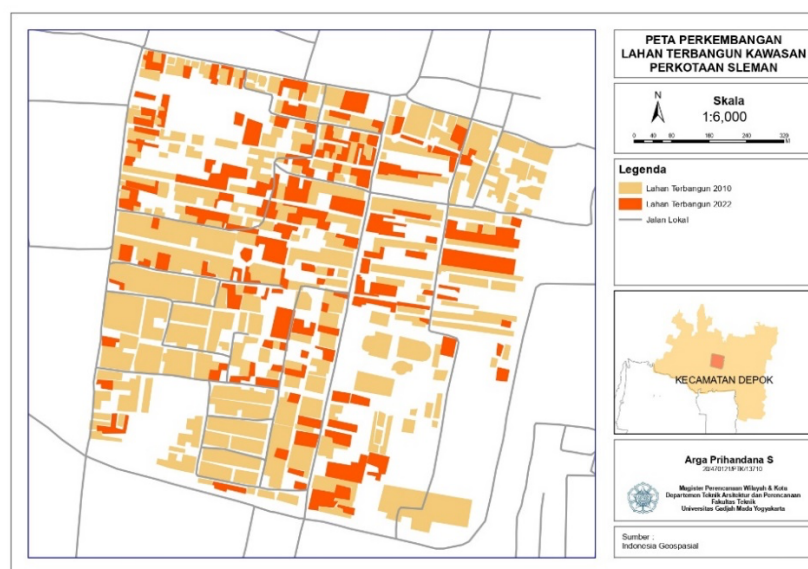 PETA PERKEMBANGAN
LAHAN TERBANGUN KAWASAN
PERKOTAAN SLEMAN
N
Skala
1:6,000
0 40 80 160 240 320
M
Legenda
Lahan Terbangun 2010
Lahan Terbangun 2022
Jalan Lokal
KECAMATAN DEPOK
Arga Prihandana S
Magister Perencanaan Wilayah & Kota
Departemen Teknik Arsitektur dan Perencanaan
Fakultas Teknik
Universitas Gadjah Mada Yogyakarta
Sumber :
Indonesia Geospasial